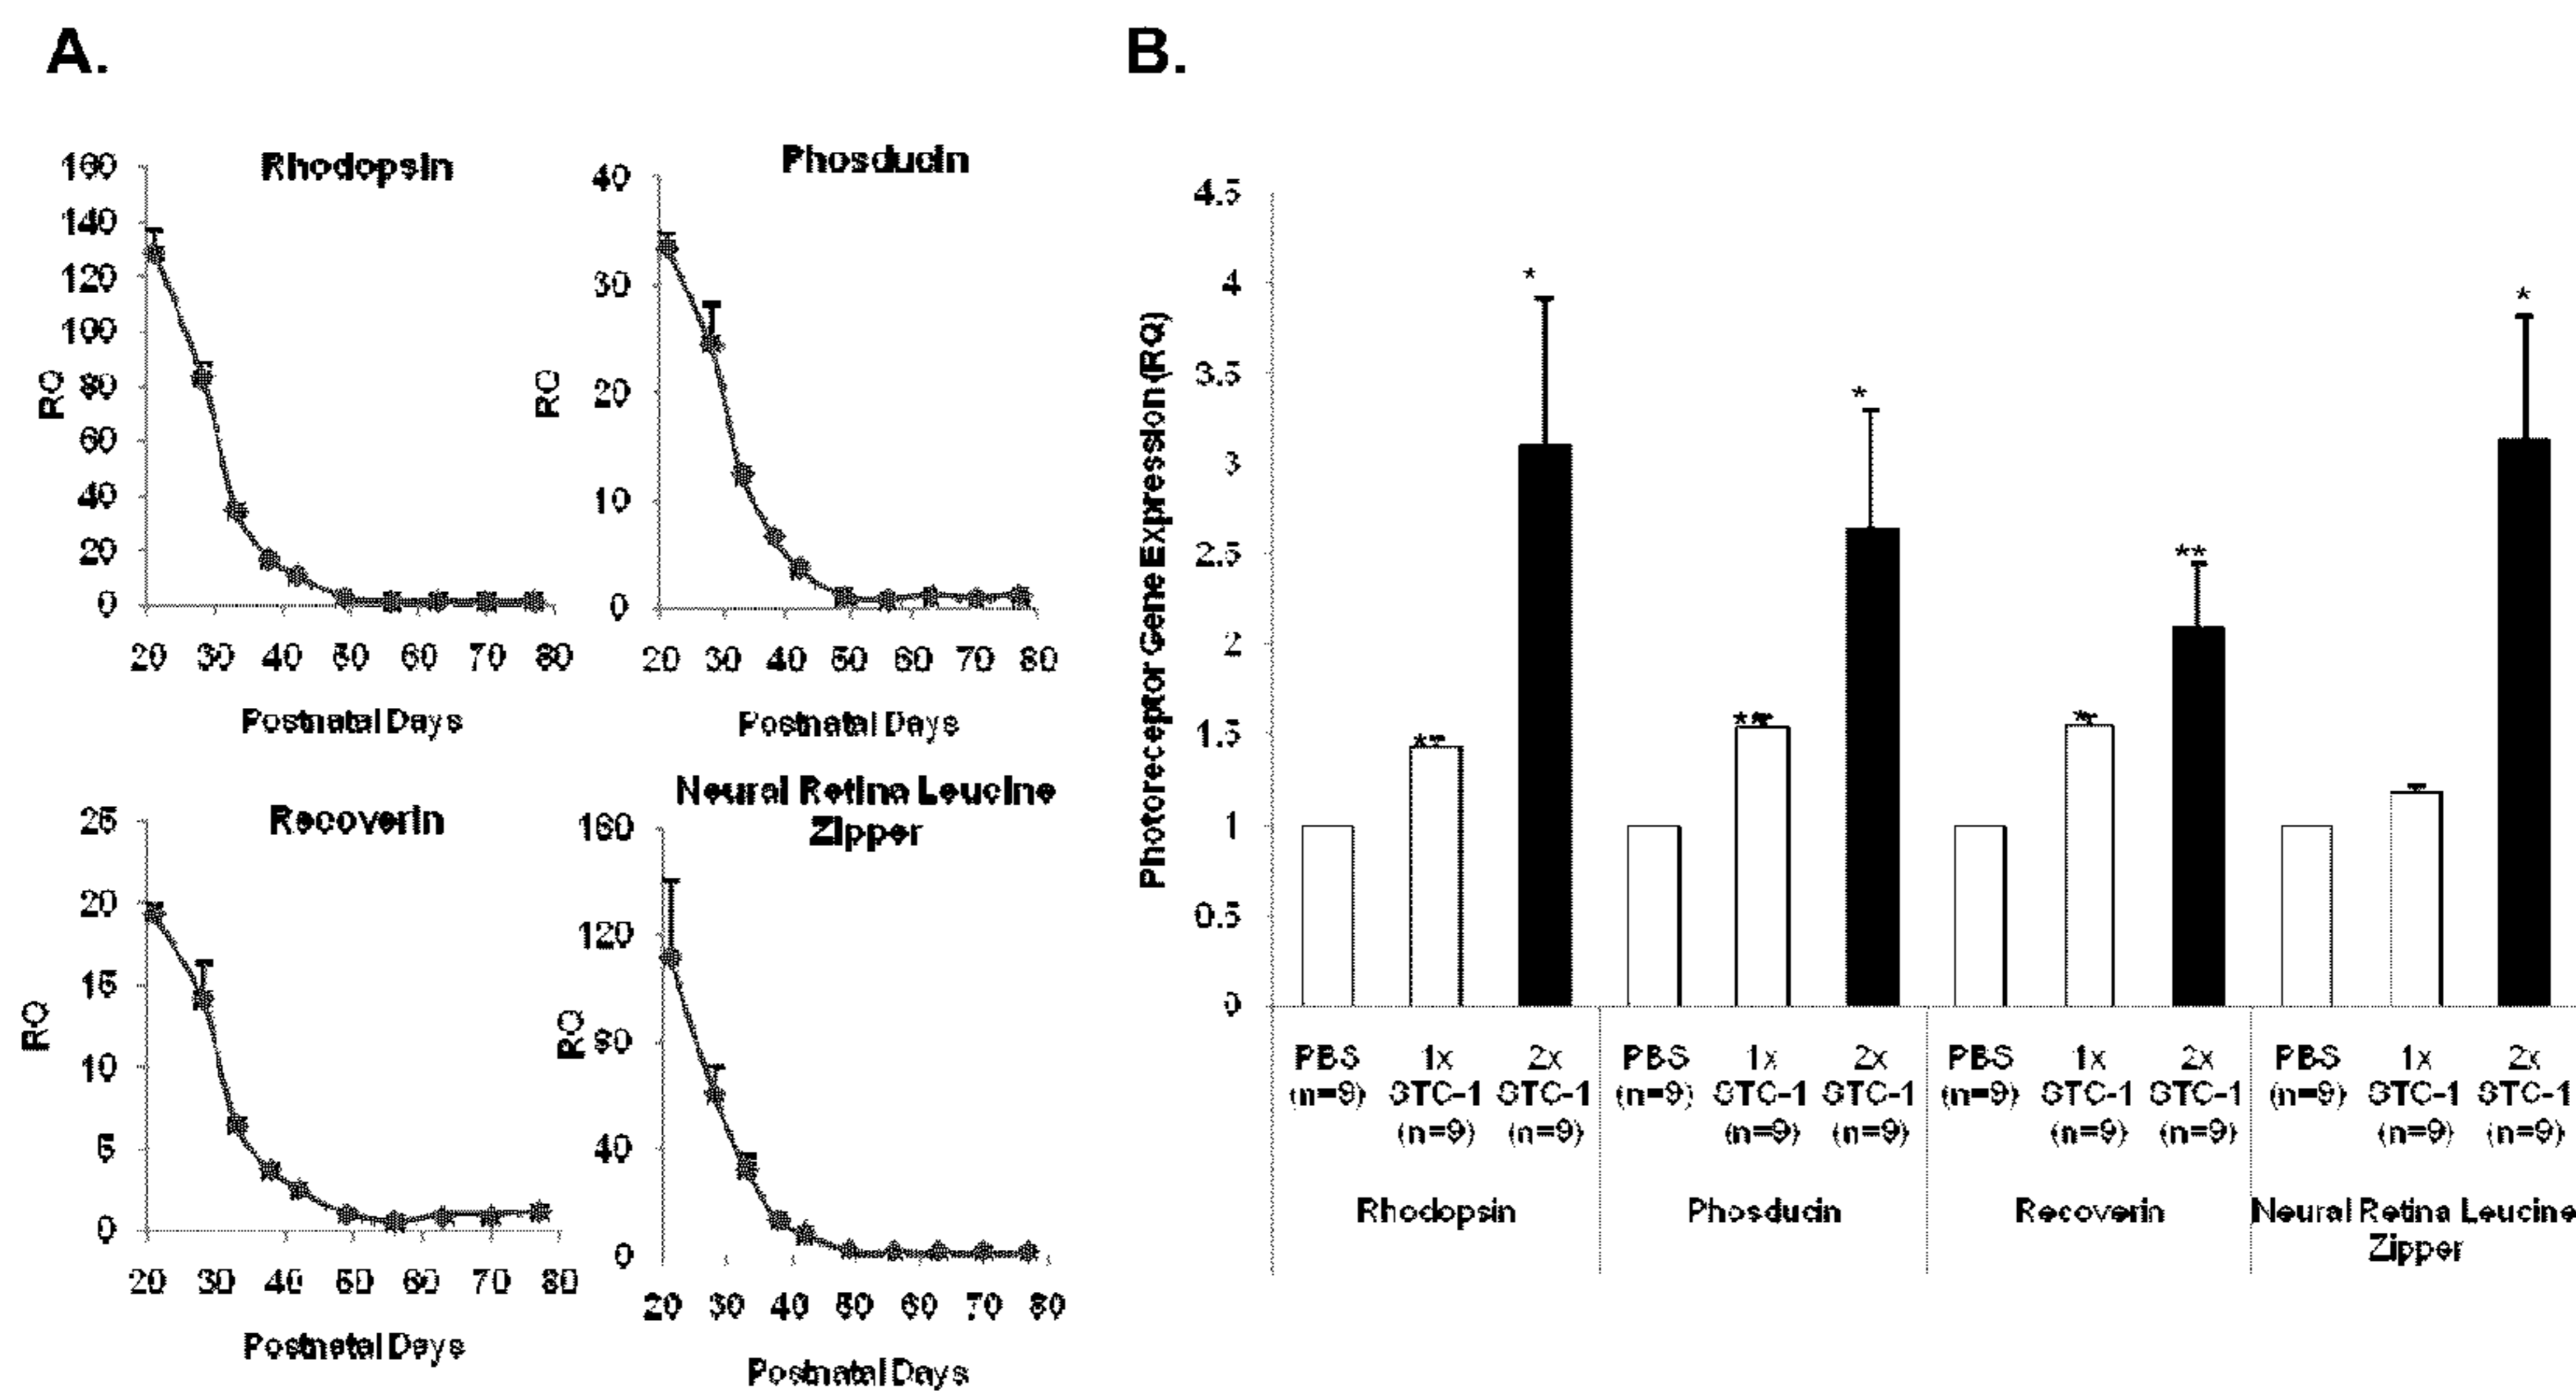 A.
Rhodopsin
160
140
120
100
80
60
40
20
0
RQ
20 30 40 50 60 70 80
Postnatal Days
Phosducin
40
30
20
10
0
RQ
20 30 40 50 60 70 80
Postnatal Days
Recoverin
25
20
15
10
5
0
RQ
20 30 40 50 60 70 80
Postnatal Days
Neural Retina Leucine
Zipper
160
120
80
40
0
RQ
20 30 40 50 60 70 80
Postnatal Days
B.
Photoreceptor Gene Expression (RQ)
4.5
4
3.5
3
2.5
2
1.5
1
0.5
0
* * ** *
PBS 1x 2x PBS 1x 2x PBS 1x 2x PBS 1x 2x
(n=9) STC-1 STC-1 (n=9) STC-1 STC-1 (n=9) STC-1 STC-1 (n=9) STC-1 STC-1
(n=9) (n=9) (n=9) (n=9) (n=9) (n=9) (n=9) (n=9)
Rhodopsin Phosducin Recoverin Neural Retina Leucine
Zipper